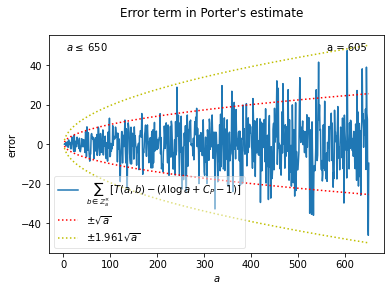 Error term in Porter's estimate
a ≤ 650
a = 605
error
40
20
0
−20
−40
∑ [T(a, b) − (λlog a + C_P − 1)]
b ∈ ℤ_a^×
±√a
±1.961√a
0 100 200 300 400 500 600
a